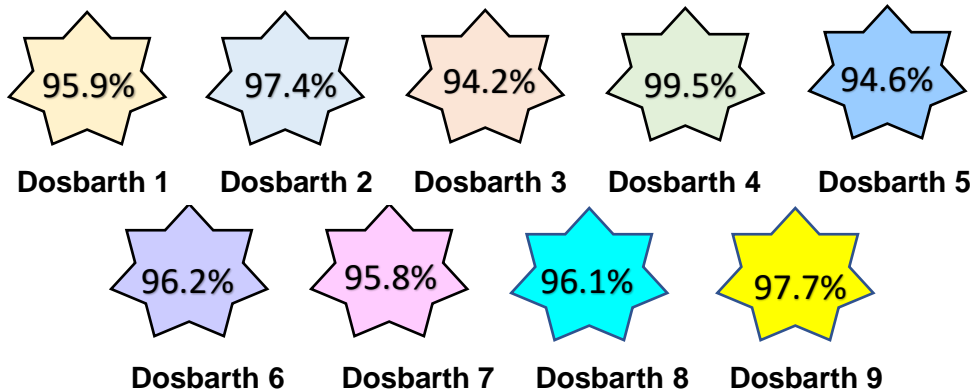 95.9% 97.4% 94.2% 99.5% 94.6%
Dosbarth 1 Dosbarth 2 Dosbarth 3 Dosbarth 4 Dosbarth 5
96.2% 95.8% 96.1% 97.7%
Dosbarth 6 Dosbarth 7 Dosbarth 8 Dosbarth 9